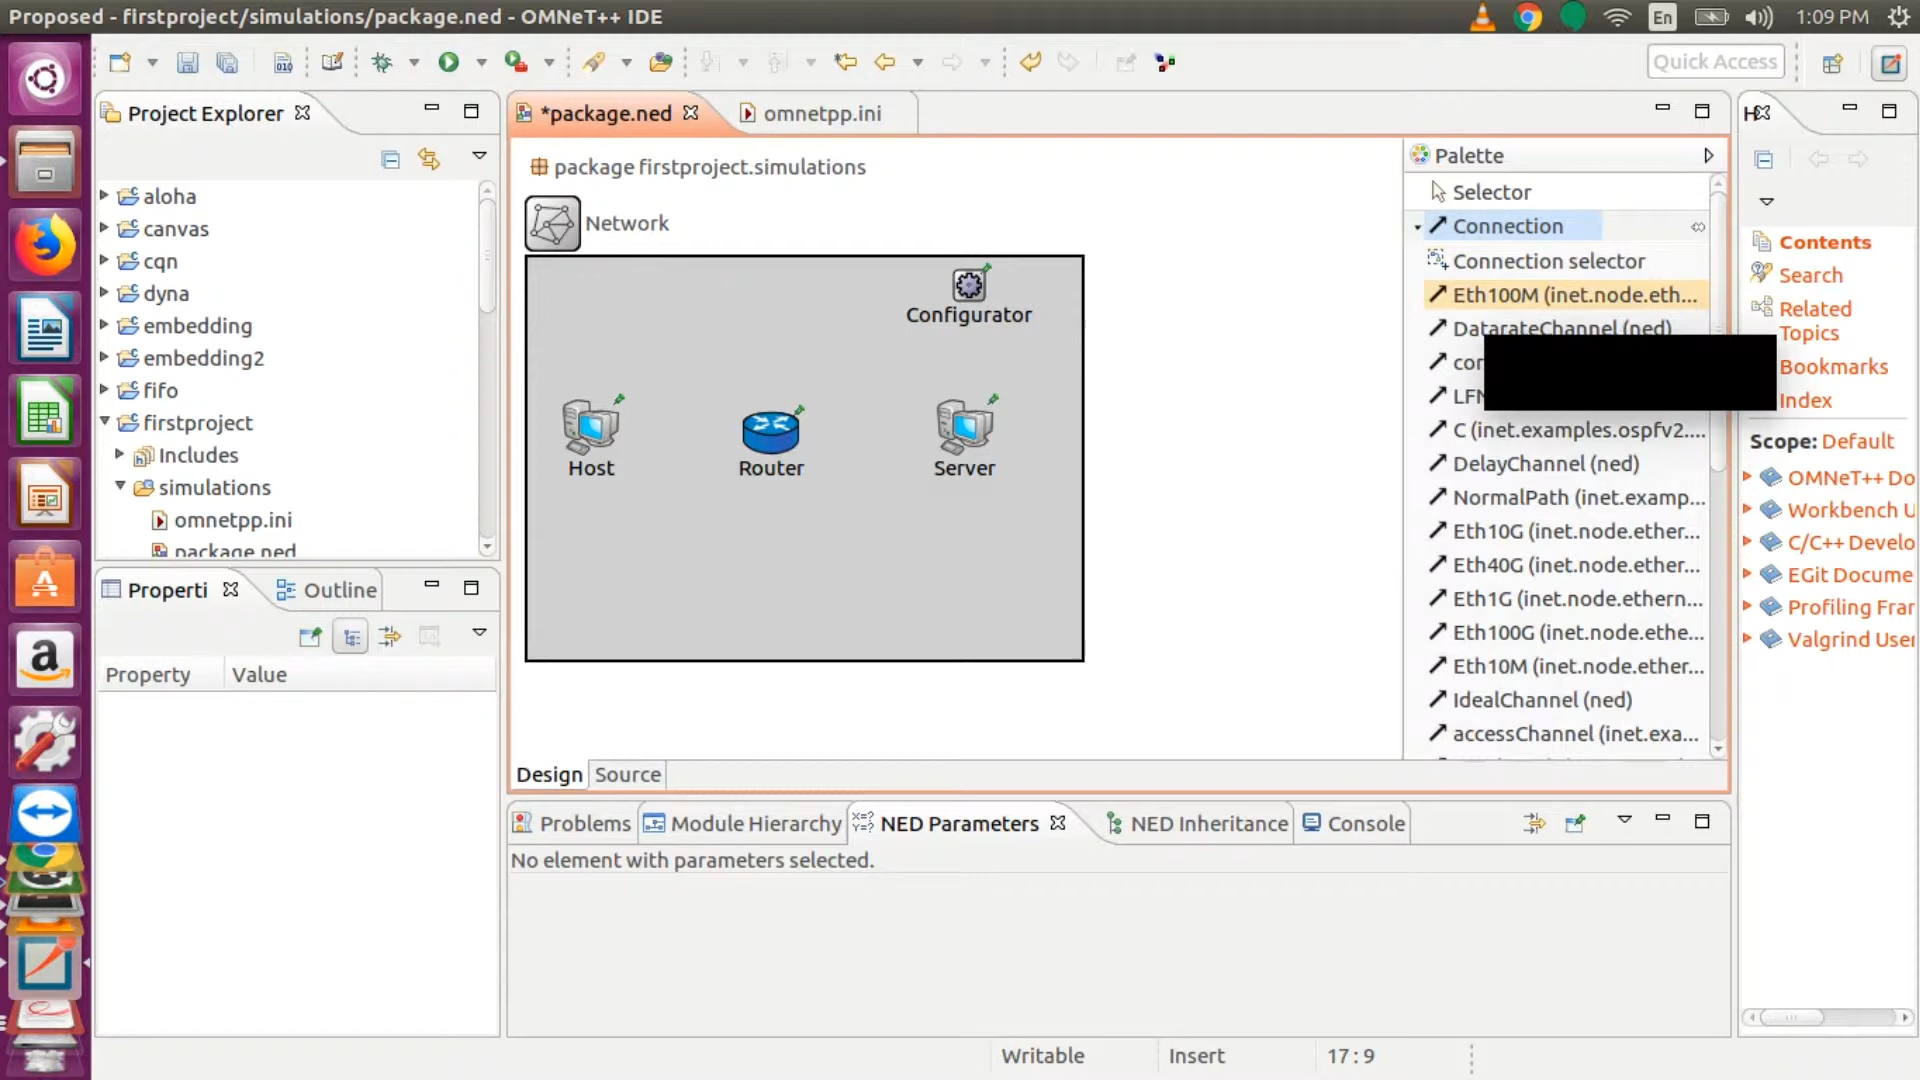 Proposed - firstproject/simulations/package.ned - OMNeT++ IDE
En
1:09 PM
Quick Access
Project Explorer
aloha
canvas
cqn
dyna
embedding
embedding2
fifo
firstproject
Includes
simulations
omnetpp.ini
package.ned
Properti
Outline
Property Value
*package.ned
omnetpp.ini
package firstproject.simulations
Network
Configurator
Host
Router
Server
Palette
Selector
Connection
Connection selector
Eth100M (inet.node.eth...
DatarateChannel (ned)
C (inet.examples.ospfv2....
DelayChannel (ned)
NormalPath (inet.examp...
Eth10G (inet.node.ether...
Eth40G (inet.node.ether...
Eth1G (inet.node.ethern...
Eth100G (inet.node.ethe...
Eth10M (inet.node.ether...
IdealChannel (ned)
accessChannel (inet.exa...
Design Source
Problems
Module Hierarchy
NED Parameters
NED Inheritance
Console
No element with parameters selected.
Contents
Search
Related
Topics
Bookmarks
Index
Scope: Default
OMNeT++ Do
Workbench U
C/C++ Develo
EGit Docume
Profiling Frar
Valgrind User
Writable
Insert
17 : 9